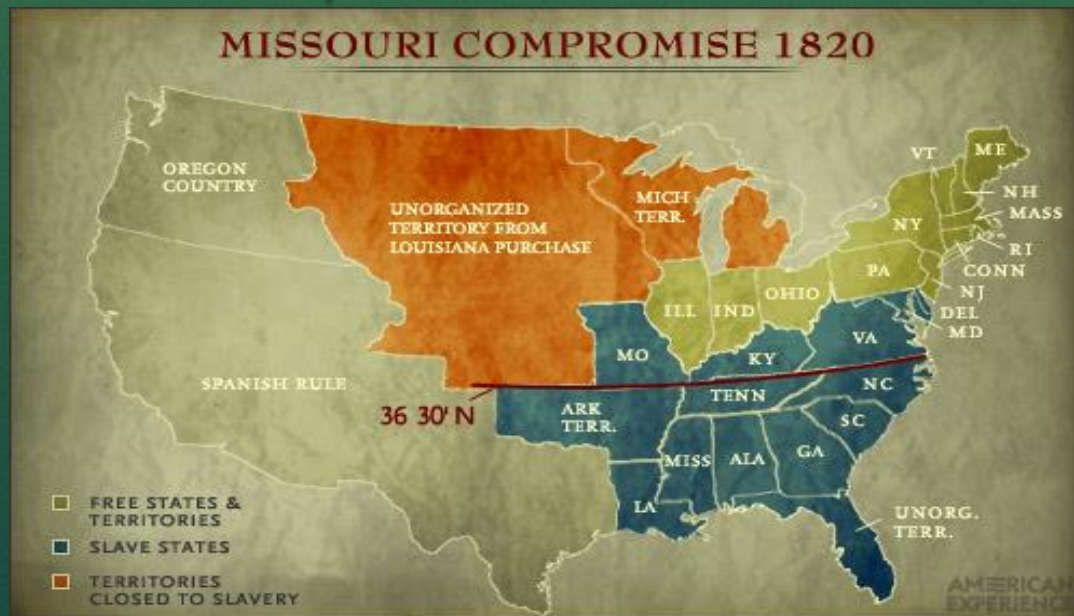 MISSOURI COMPROMISE 1820
OREGON
COUNTRY
UNORGANIZED
TERRITORY FROM
LOUISIANA PURCHASE
MICH
TERR.
VT
ME
NH
MASS
NY
RI
CONN
PA
NJ
OHIO
ILL
IND
DEL
MD
VA
MO
KY
SPANISH RULE
NC
TENN
36 30' N
ARK
TERR.
SC
MISS
ALA
GA
LA
UNORG.
TERR.
FREE STATES &
TERRITORIES
SLAVE STATES
TERRITORIES
CLOSED TO SLAVERY
AMERICAN
EXPERIENCE